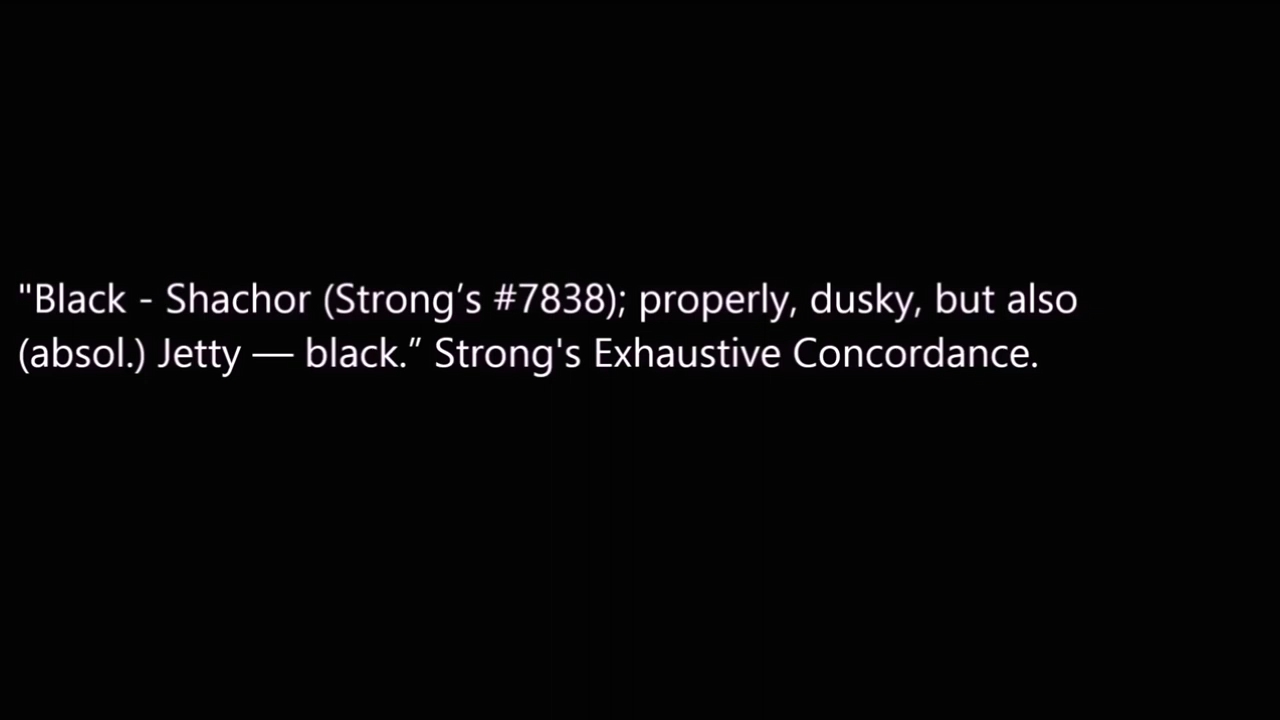 "Black - Shachor (Strong’s #7838); properly, dusky, but also
(absol.) Jetty — black.” Strong's Exhaustive Concordance.